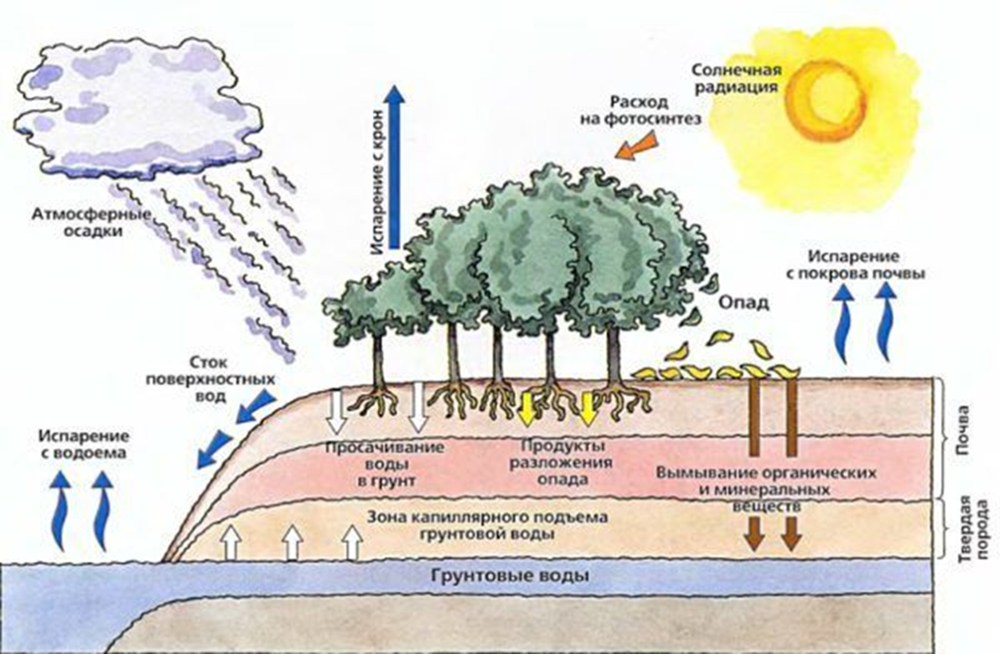 Солнечная
радиация
Расход
на фотосинтез
Испарение с крон
Атмосферные
осадки
Испарение
с покрова почвы
Опад
Сток
поверхностных
вод
Испарение
с водоема
Просачивание
воды
в грунт
Продукты
разложения
опада
Вымывание органических
и минеральных
веществ
Почва
Зона капиллярного подъема
грунтовой воды
Твердая
порода
Грунтовые воды